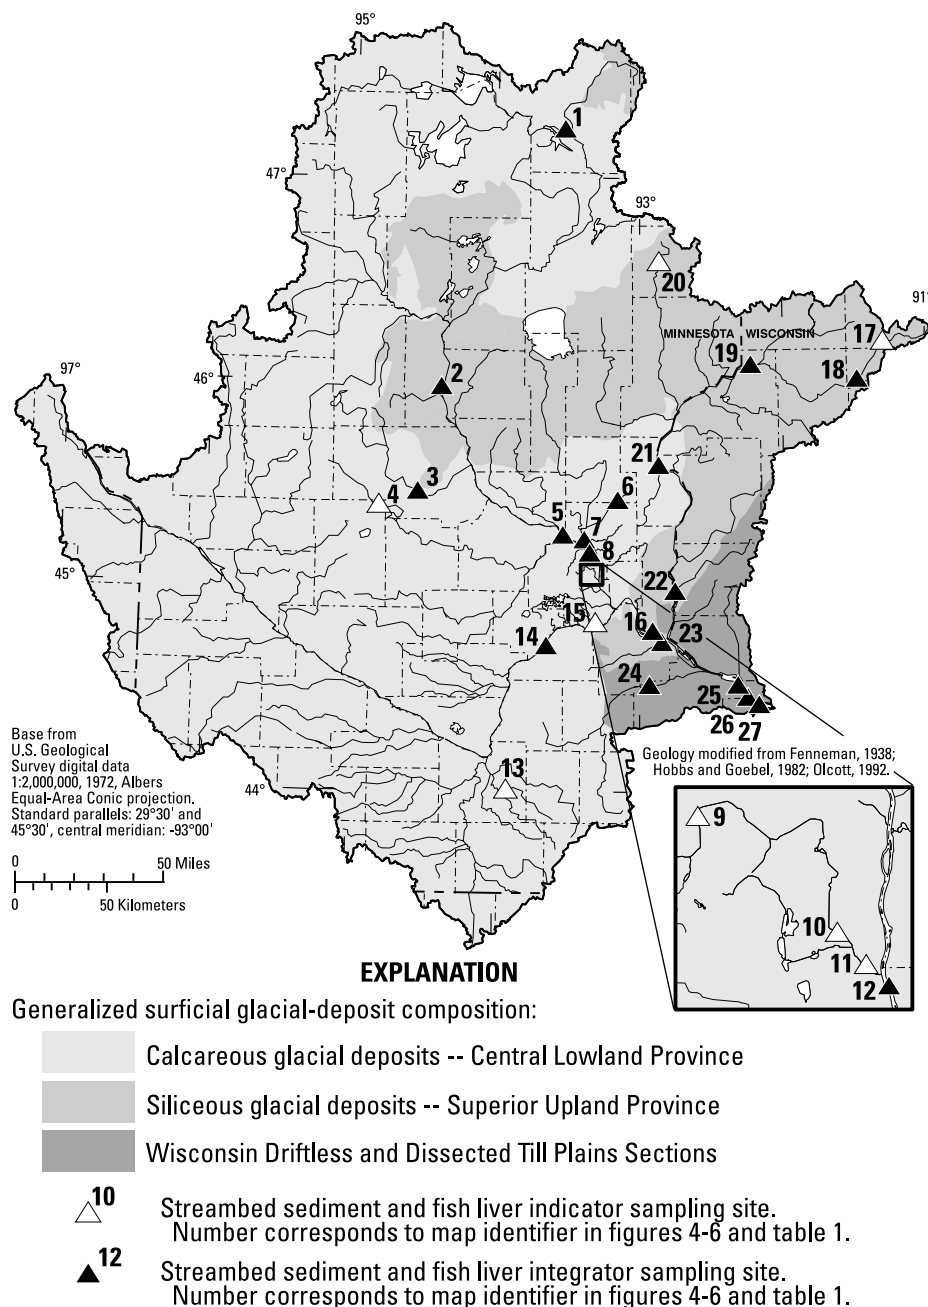 95°
1
47°
93°
20
91°
MINNESOTA WISCONSIN
17
19
18
97°
46°
2
21
3
4
6
5
7
8
45°
22
15
16
23
14
24
25
26
27
Base from
U.S. Geological
Survey digital data
1:2,000,000, 1972, Albers
Equal-Area Conic projection.
Standard parallels: 29°30' and
45°30', central meridian: -93°00'
Geology modified from Fenneman, 1938;
Hobbs and Goebel, 1982; Olcott, 1992.
13
44°
0 50 Miles
0 50 Kilometers
9
10
11
12
EXPLANATION
Generalized surficial glacial-deposit composition:
Calcareous glacial deposits -- Central Lowland Province
Siliceous glacial deposits -- Superior Upland Province
Wisconsin Driftless and Dissected Till Plains Sections
10 Streambed sediment and fish liver indicator sampling site.
Number corresponds to map identifier in figures 4-6 and table 1.
12 Streambed sediment and fish liver integrator sampling site.
Number corresponds to map identifier in figures 4-6 and table 1.